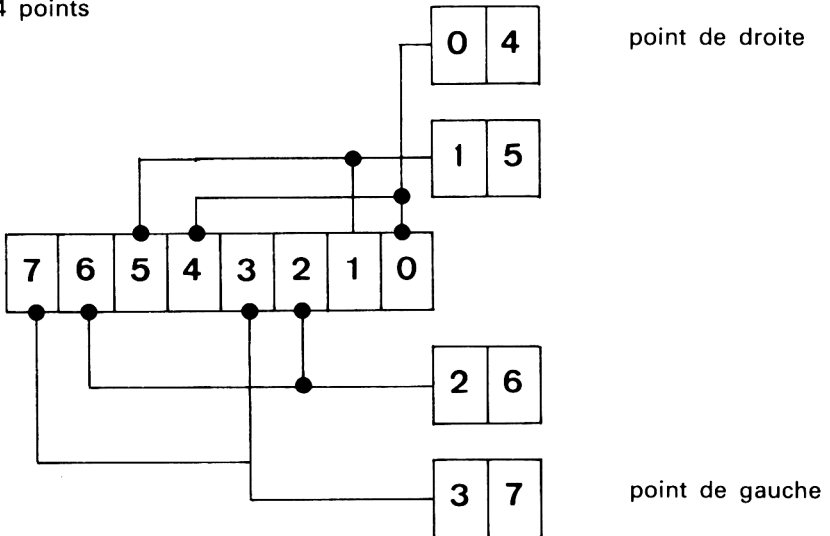 4 points
0 4 point de droite
1 5
7 6 5 4 3 2 1 0
2 6
3 7 point de gauche